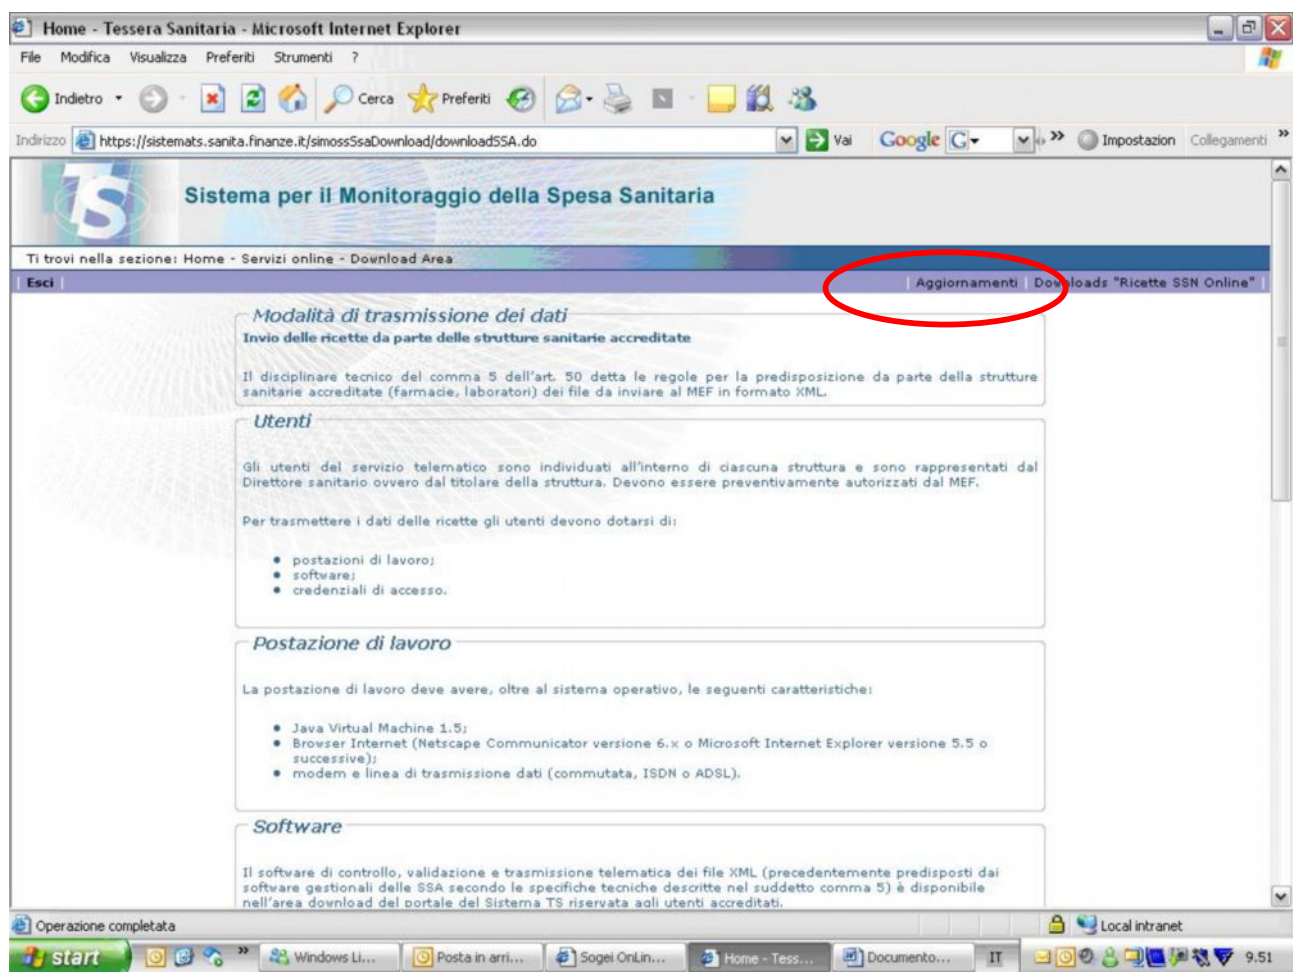 Home - Tessera Sanitaria - Microsoft Internet Explorer
File Modifica Visualizza Preferiti Strumenti ?
Indietro Cerca Preferiti
Indirizzo https://sistemats.sanita.finanze.it/simossSsaDownload/downloadSSA.do Vai Google G Impostazion Collegamenti »
TS Sistema per il Monitoraggio della Spesa Sanitaria
Ti trovi nella sezione: Home - Servizi online - Download Area
Esci | Aggiornamenti | Downloads "Ricette SSN Online" |
Modalità di trasmissione dei dati
Invio delle ricette da parte delle strutture sanitarie accreditate
Il disciplinare tecnico del comma 5 dell'art. 50 detta le regole per la predisposizione da parte della strutture
sanitarie accreditate (farmacie, laboratori) dei file da inviare al MEF in formato XML.
Utenti
Gli utenti del servizio telematico sono individuati all'interno di ciascuna struttura e sono rappresentati dal
Direttore sanitario ovvero dal titolare della struttura. Devono essere preventivamente autorizzati dal MEF.
Per trasmettere i dati delle ricette gli utenti devono dotarsi di:
• postazioni di lavoro;
• software;
• credenziali di accesso.
Postazione di lavoro
La postazione di lavoro deve avere, oltre al sistema operativo, le seguenti caratteristiche:
• Java Virtual Machine 1.5;
• Browser Internet (Netscape Communicator versione 6.x o Microsoft Internet Explorer versione 5.5 o
successive);
• modem e linea di trasmissione dati (commutata, ISDN o ADSL).
Software
Il software di controllo, validazione e trasmissione telematica dei file XML (precedentemente predisposti dai
software gestionali delle SSA secondo le specifiche tecniche descritte nel suddetto comma 5) è disponibile
nell'area download del portale del Sistema TS riservata agli utenti accreditati.
Operazione completata Local intranet
start » Windows Li... Posta in arri... Sogei OnLin... Home - Tess... Documento... IT 9.51